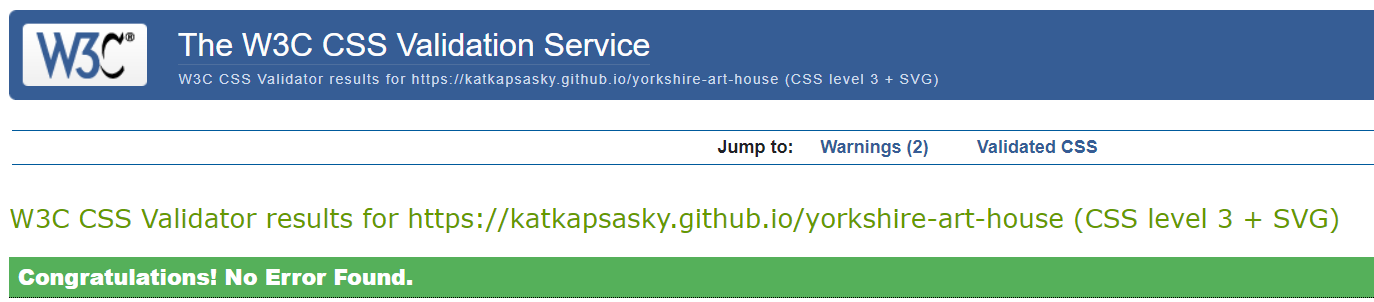 W3C®
The W3C CSS Validation Service
W3C CSS Validator results for https://katkapsasky.github.io/yorkshire-art-house (CSS level 3 + SVG)
Jump to: Warnings (2) Validated CSS
W3C CSS Validator results for https://katkapsasky.github.io/yorkshire-art-house (CSS level 3 + SVG)
Congratulations! No Error Found.